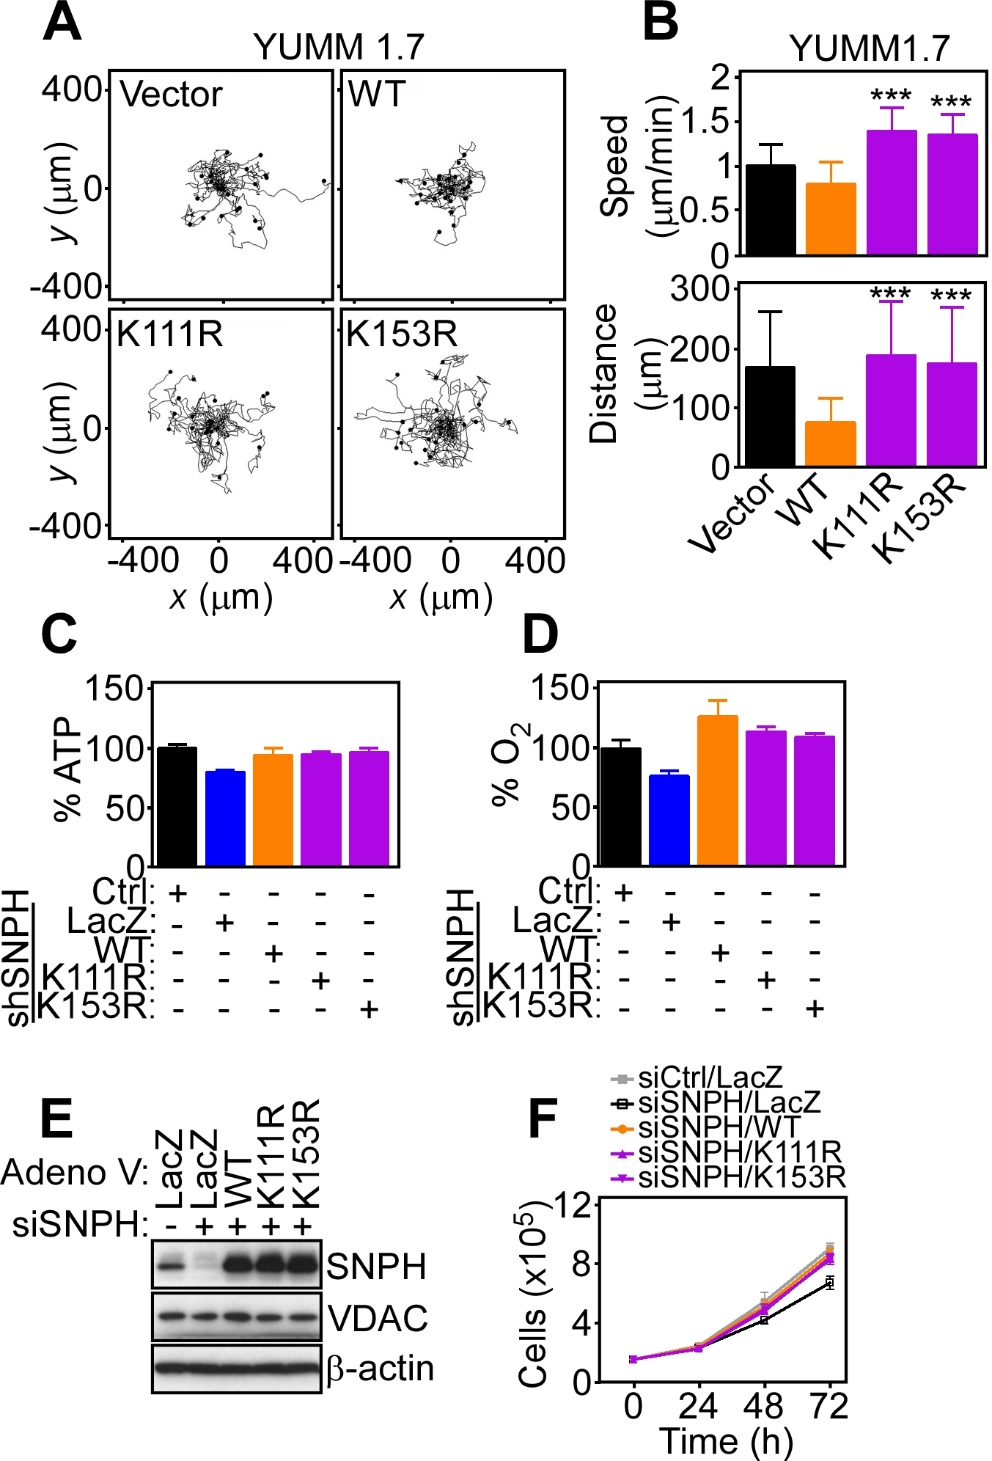 A
YUMM 1.7
400
0
-400
y (μm)
Vector
WT
400
0
-400
y (μm)
K111R
K153R
-400 0 400
-400 0 400
x (μm)
x (μm)
B
YUMM1.7
Speed
(μm/min)
2
1.5
1
0.5
0
*** ***
Distance
(μm)
300
200
100
0
*** ***
Vector
WT
K111R
K153R
C
% ATP
150
100
50
0
shSNPH
Ctrl: + - - - -
LacZ: - + - - -
WT: - - + - -
K111R: - - - + -
K153R: - - - - +
D
% O2
150
100
50
0
shSNPH
Ctrl: + - - - -
LacZ: - + - - -
WT: - - + - -
K111R: - - - + -
K153R: - - - - +
E
Adeno V: LacZ LacZ WT K111R K153R
siSNPH: - + + + +
SNPH
VDAC
β-actin
F
siCtrl/LacZ
siSNPH/LacZ
siSNPH/WT
siSNPH/K111R
siSNPH/K153R
Cells (x10⁵)
12
8
4
0
0 24 48 72
Time (h)